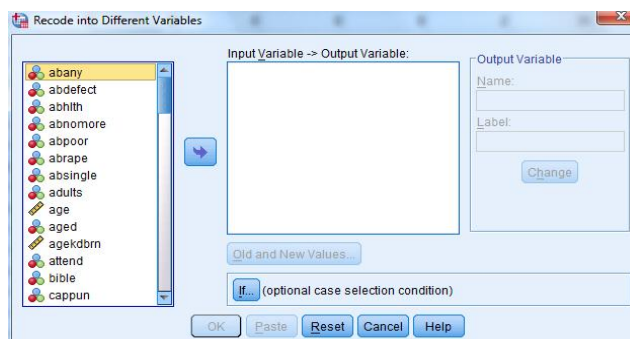 Recode into Different Variables
Input Variable -> Output Variable:
Output Variable
Name:
Label:
Change
abany
abdefect
abhlth
abnomore
abpoor
abrape
absingle
adults
age
aged
agekdbrn
attend
bible
cappun
Old and New Values...
If... (optional case selection condition)
OK Paste Reset Cancel Help